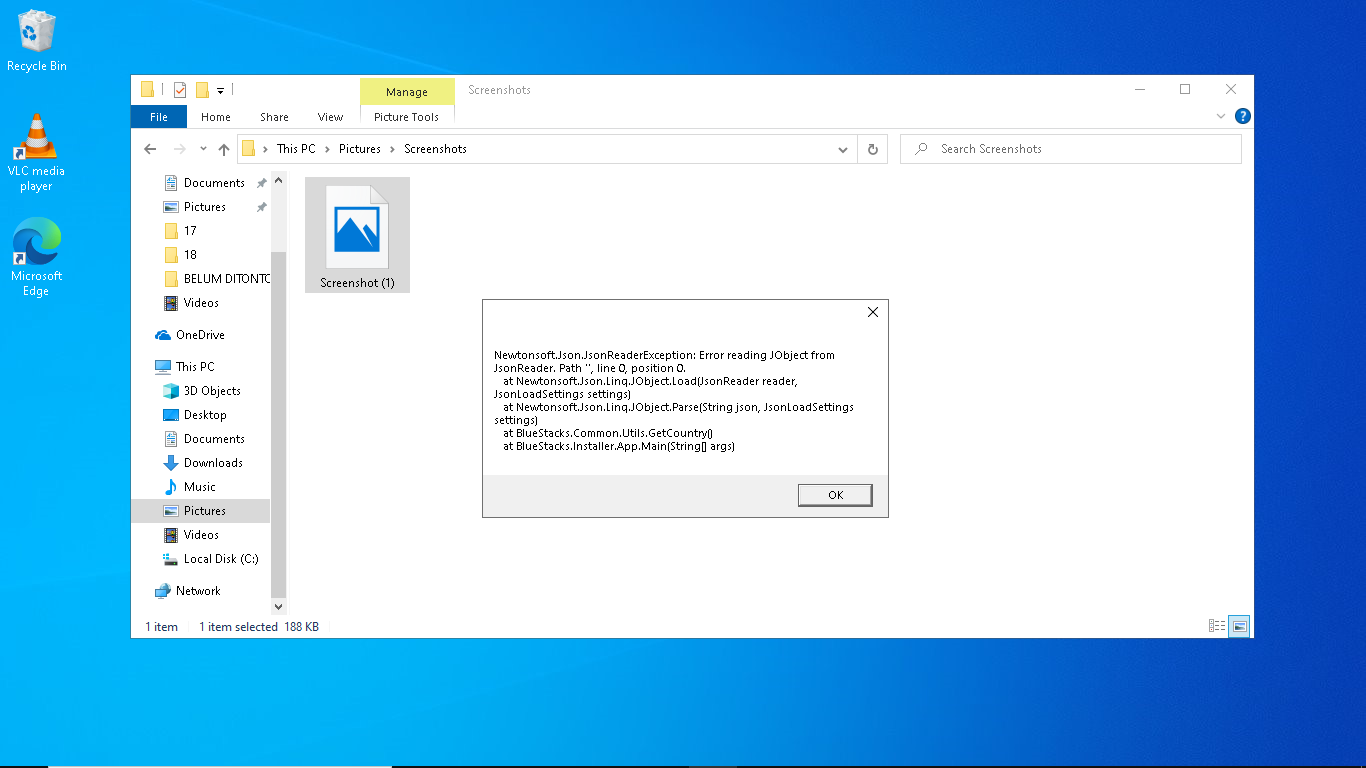 Recycle Bin
VLC media
player
Microsoft
Edge
Manage
Screenshots
File
Home
Share
View
Picture Tools
?
This PC
Pictures
Screenshots
Search Screenshots
Documents
Pictures
17
18
BELUM DITONTO
Videos
OneDrive
This PC
3D Objects
Desktop
Documents
Downloads
Music
Pictures
Videos
Local Disk (C:)
Network
Screenshot (1)
Newtonsoft.Json.JsonReaderException: Error reading JObject from
JsonReader. Path '', line 0, position 0.
at Newtonsoft.Json.Linq.JObject.Load(JsonReader reader,
JsonLoadSettings settings)
at Newtonsoft.Json.Linq.JObject.Parse(String json, JsonLoadSettings
settings)
at BlueStacks.Common.Utils.GetCountry()
at BlueStacks.Installer.App.Main(String[] args)
OK
1 item
1 item selected 188 KB